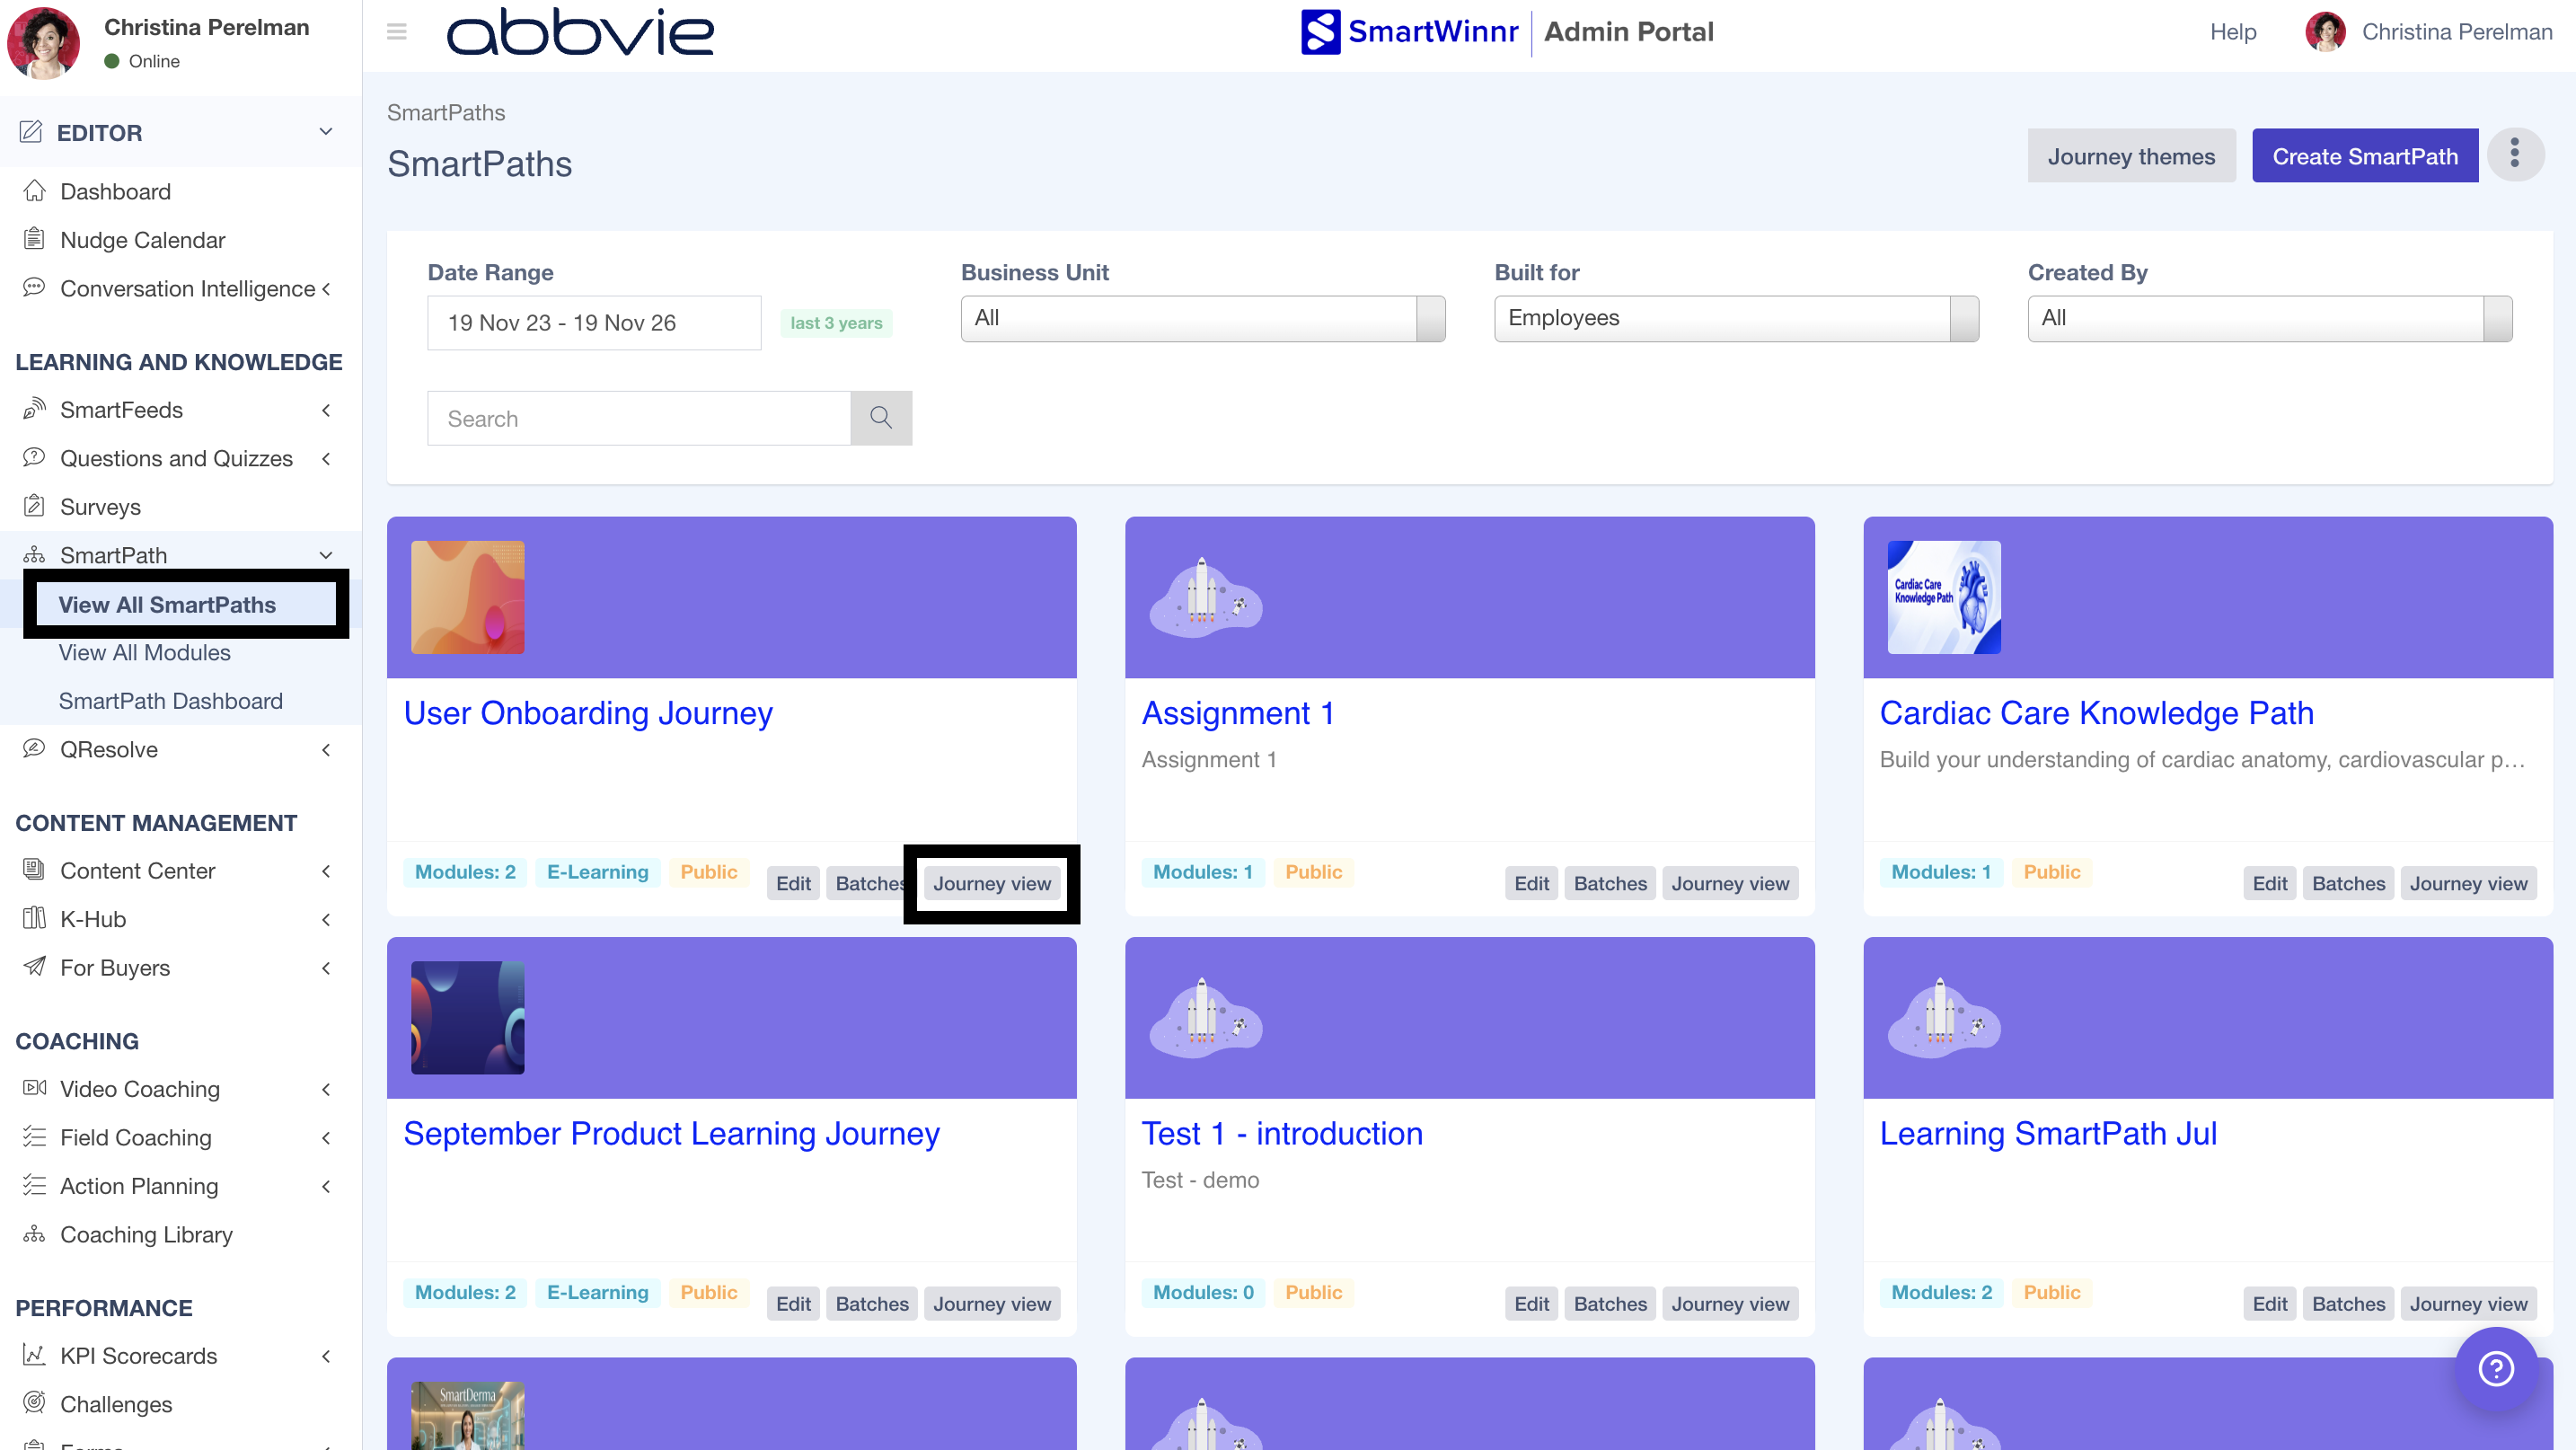 Christina Perelman
Online
EDITOR
Dashboard
Nudge Calendar
Conversation Intelligence
LEARNING AND KNOWLEDGE
SmartFeeds
Questions and Quizzes
Surveys
SmartPath
View All SmartPaths
View All Modules
SmartPath Dashboard
QResolve
CONTENT MANAGEMENT
Content Center
K-Hub
For Buyers
COACHING
Video Coaching
Field Coaching
Action Planning
Coaching Library
PERFORMANCE
KPI Scorecards
Challenges
abbvie
SmartWinnr | Admin Portal
Help
Christina Perelman
SmartPaths
SmartPaths
Journey themes
Create SmartPath
Date Range
Business Unit
Built for
Created By
19 Nov 23 - 19 Nov 26
last 3 years
All
Employees
All
Search
Cardiac Care
Knowledge Path
User Onboarding Journey
Assignment 1
Cardiac Care Knowledge Path
Assignment 1
Build your understanding of cardiac anatomy, cardiovascular p…
Modules: 2 E-Learning Public Edit Batches Journey view
Modules: 1 Public Edit Batches Journey view
Modules: 1 Public Edit Batches Journey view
September Product Learning Journey
Test 1 - introduction
Learning SmartPath Jul
Test - demo
Modules: 2 E-Learning Public Edit Batches Journey view
Modules: 0 Public Edit Batches Journey view
Modules: 2 Public Edit Batches Journey view
SmartDerma